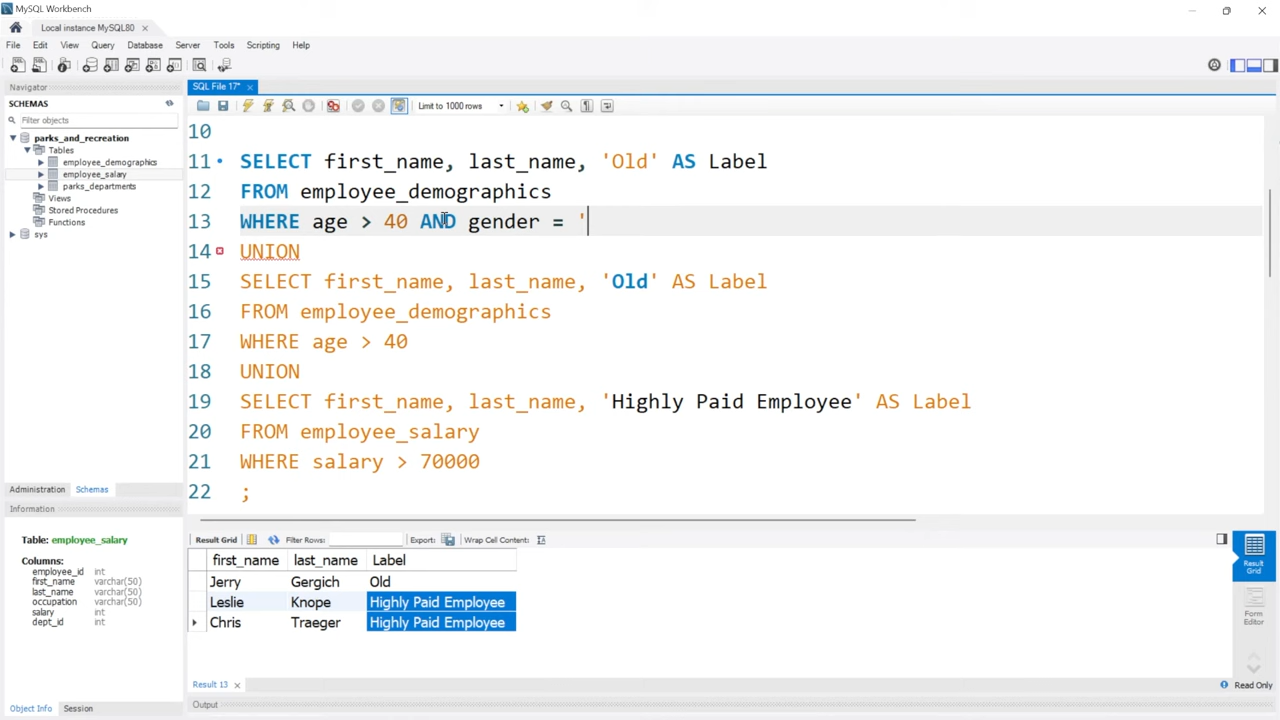 MySQL Workbench
Local instance MySQL80
File Edit View Query Database Server Tools Scripting Help
Navigator
SCHEMAS
Filter objects
parks_and_recreation
Tables
employee_demographics
employee_salary
parks_departments
Views
Stored Procedures
Functions
sys
Administration Schemas
Information
Table: employee_salary
Columns:
employee_id int
first_name varchar(50)
last_name varchar(50)
occupation varchar(50)
salary int
dept_id int
Object Info Session
SQL File 17*
Limit to 1000 rows
10
11 SELECT first_name, last_name, 'Old' AS Label
12 FROM employee_demographics
13 WHERE age > 40 AND gender = '
14 UNION
15 SELECT first_name, last_name, 'Old' AS Label
16 FROM employee_demographics
17 WHERE age > 40
18 UNION
19 SELECT first_name, last_name, 'Highly Paid Employee' AS Label
20 FROM employee_salary
21 WHERE salary > 70000
22 ;
Result Grid Filter Rows: Export: Wrap Cell Content:
first_name last_name Label
Jerry Gergich Old
Leslie Knope Highly Paid Employee
Chris Traeger Highly Paid Employee
Result Grid
Form Editor
Result 13
Read Only
Output